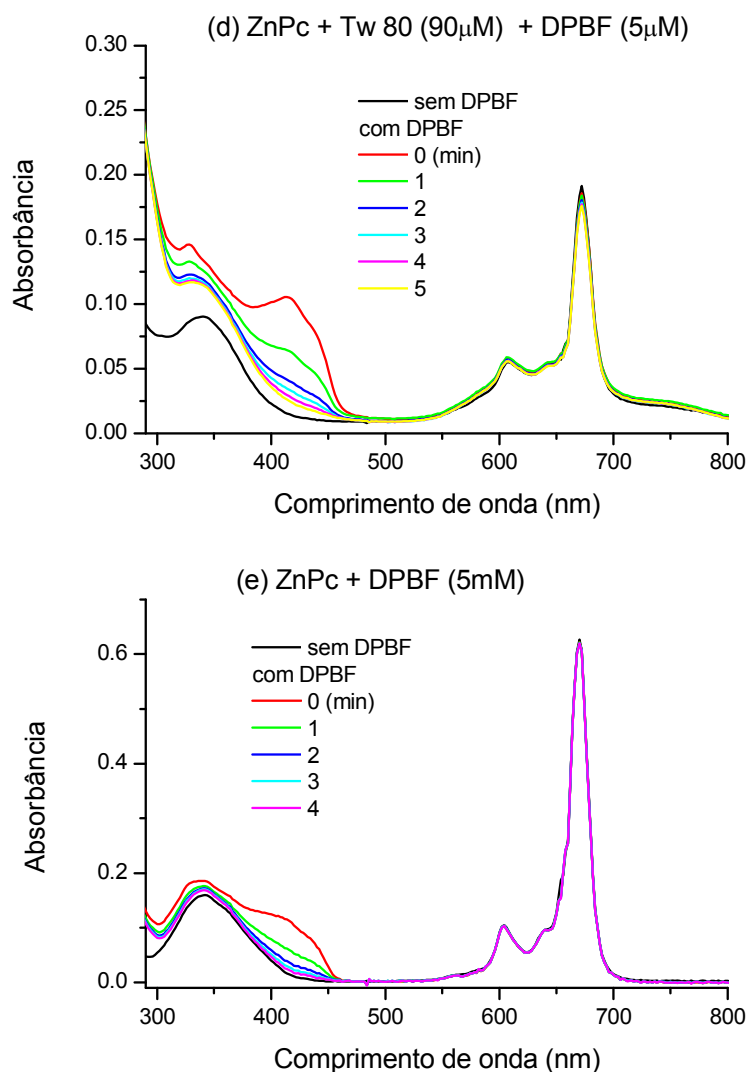 (d) ZnPc + Tw 80 (90μM) + DPBF (5μM)
0.30
0.25
0.20
0.15
0.10
0.05
0.00
Absorbância
sem DPBF
com DPBF
0 (min)
1
2
3
4
5
300 400 500 600 700 800
Comprimento de onda (nm)
(e) ZnPc + DPBF (5mM)
0.6
0.4
0.2
0.0
Absorbância
sem DPBF
com DPBF
0 (min)
1
2
3
4
300 400 500 600 700 800
Comprimento de onda (nm)